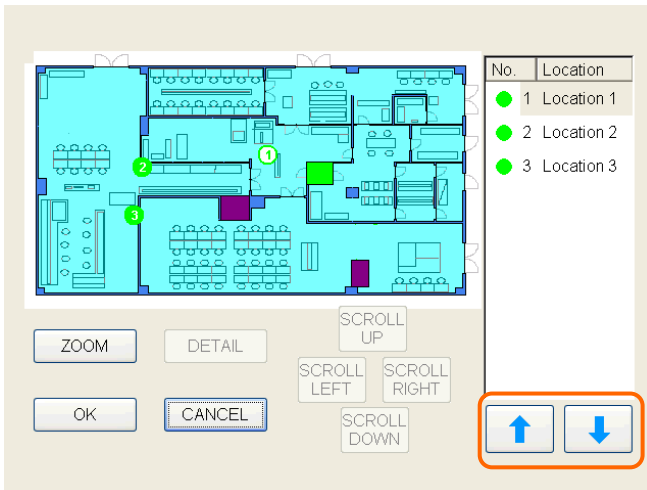 No. Location
1 Location 1
2 Location 2
3 Location 3
1
2
3
ZOOM
DETAIL
SCROLL
UP
SCROLL
LEFT
SCROLL
RIGHT
OK
CANCEL
SCROLL
DOWN